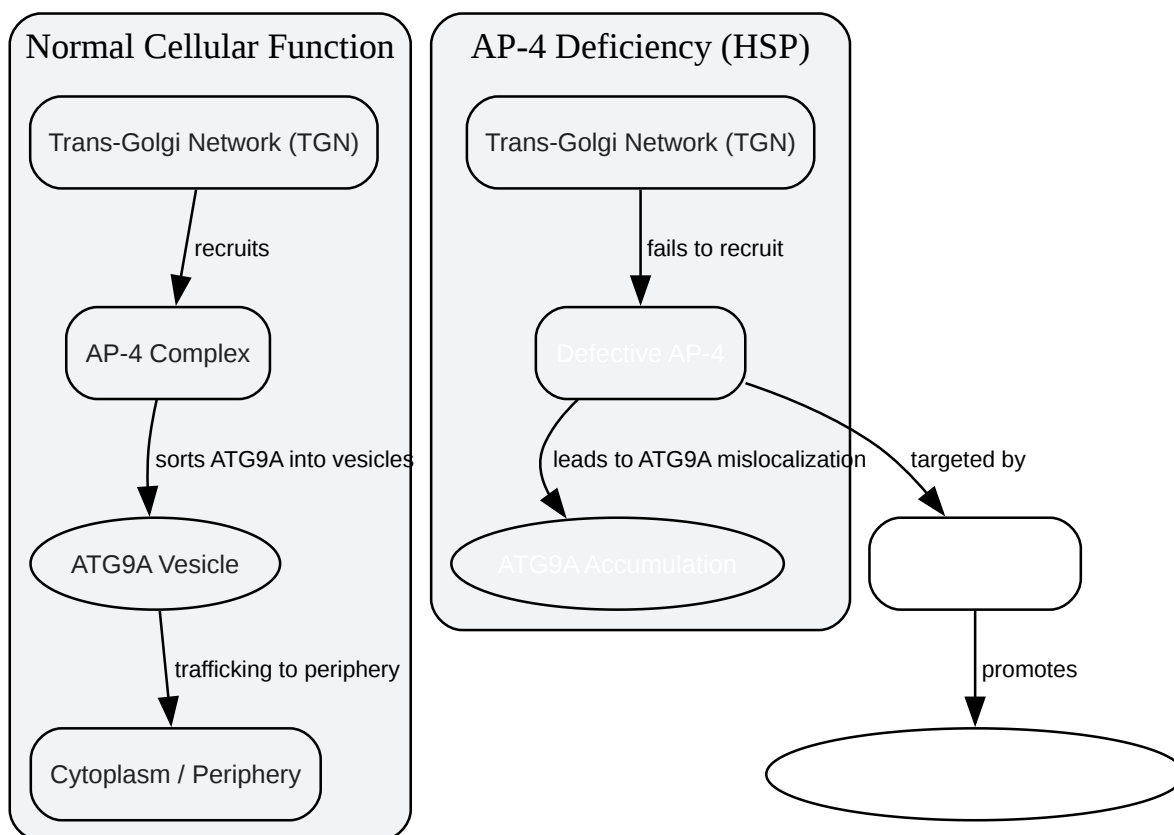 Normal Cellular Function
Trans-Golgi Network (TGN)
recruits
AP-4 Complex
sorts ATG9A into vesicles
ATG9A Vesicle
trafficking to periphery
Cytoplasm / Periphery
AP-4 Deficiency (HSP)
Trans-Golgi Network (TGN)
fails to recruit
Defective AP-4
leads to ATG9A mislocalization
targeted by
ATG9A Accumulation
promotes